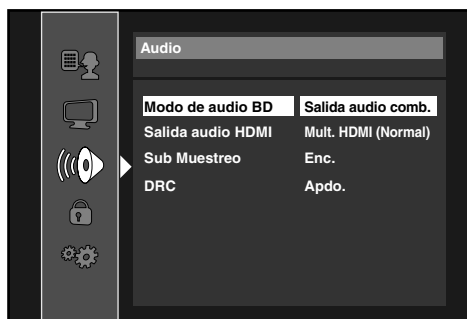 Audio
Modo de audio BD Salida audio comb.
Salida audio HDMI Mult. HDMI (Normal)
Sub Muestreo Enc.
DRC Apdo.